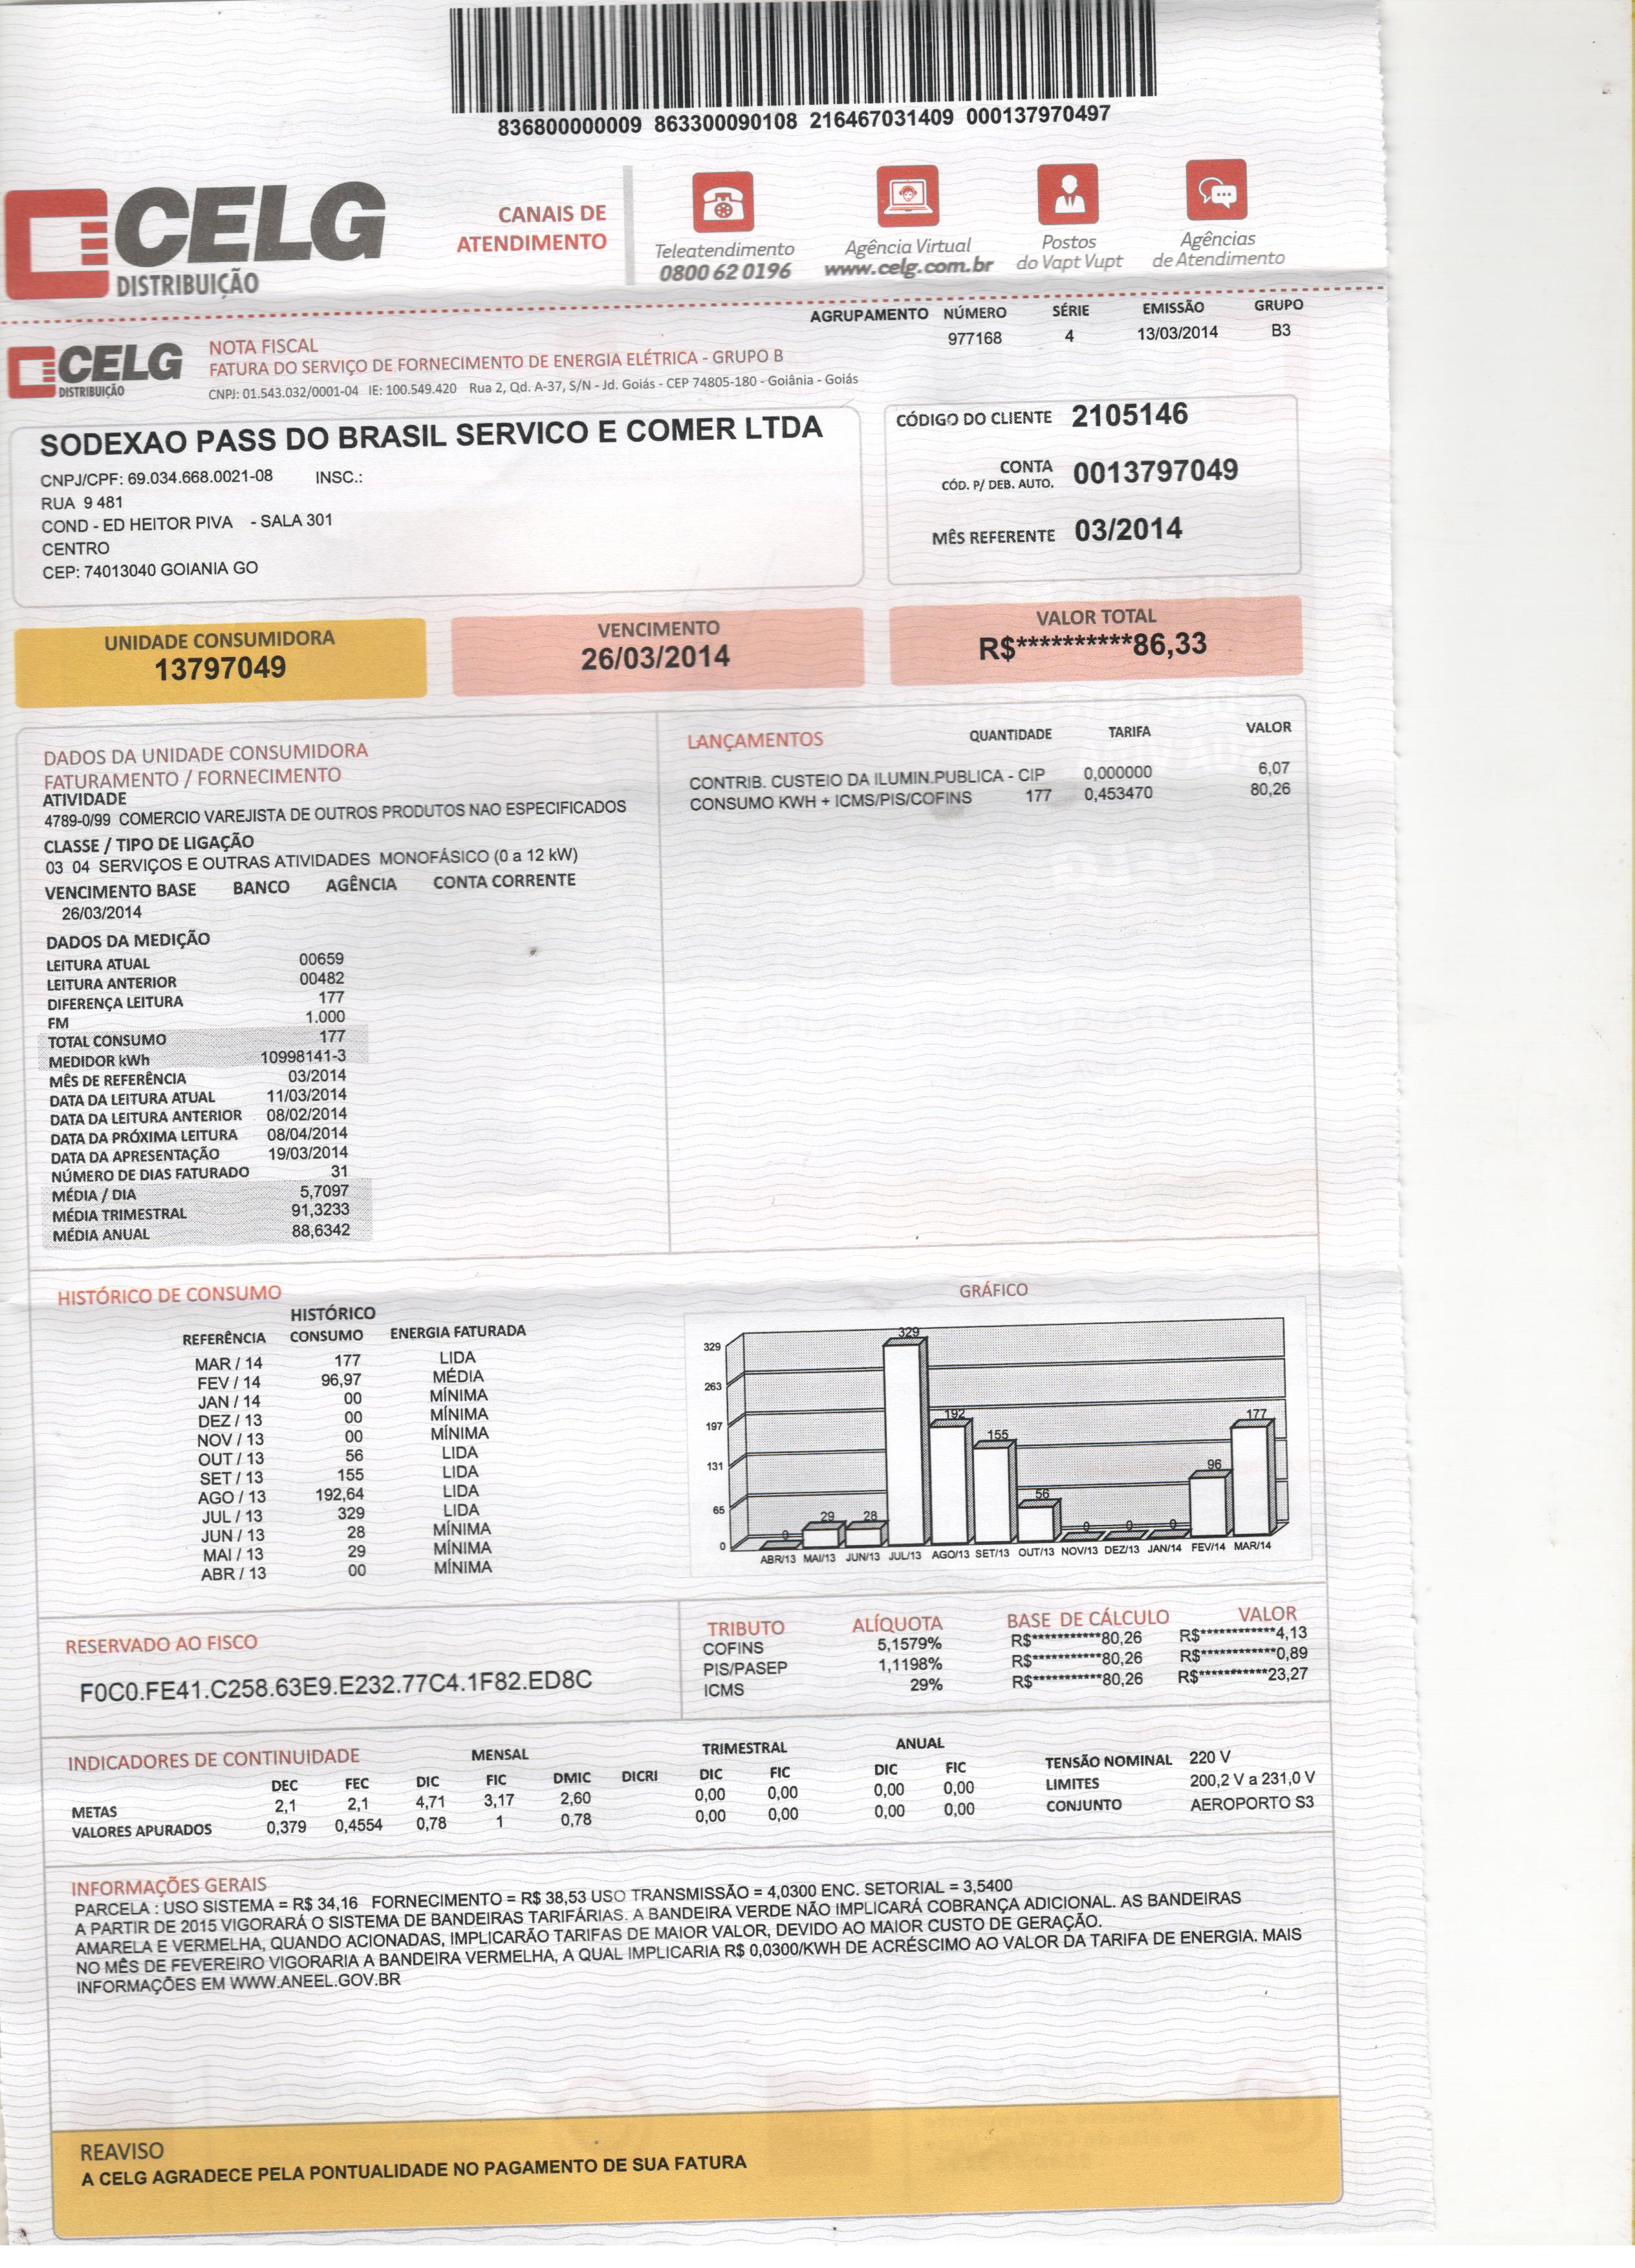 836800000009 863300090108 216467031409 000137970497
CELG
DISTRIBUIÇÃO
CANAIS DE
ATENDIMENTO
Teleatendimento
0800 62 0196
Agência Virtual
www.celg.com.br
Postos
do Vapt Vupt
Agências
de Atendimento
AGRUPAMENTO NÚMERO SÉRIE EMISSÃO GRUPO
977168 4 13/03/2014 B3
CELG
DISTRIBUIÇÃO
NOTA FISCAL
FATURA DO SERVIÇO DE FORNECIMENTO DE ENERGIA ELÉTRICA - GRUPO B
CNPJ: 01.543.032/0001-04 IE: 100.549.420 Rua 2, Qd. A-37, S/N - Jd. Goiás - CEP 74805-180 - Goiânia - Goiás
SODEXAO PASS DO BRASIL SERVICO E COMER LTDA
CNPJ/CPF: 69.034.668.0021-08 INSC.:
RUA 9 481
COND - ED HEITOR PIVA - SALA 301
CENTRO
CEP: 74013040 GOIANIA GO
CÓDIGO DO CLIENTE 2105146
CONTA
CÓD. P/ DEB. AUTO. 0013797049
MÊS REFERENTE 03/2014
UNIDADE CONSUMIDORA
13797049
VENCIMENTO
26/03/2014
VALOR TOTAL
R$**********86,33
DADOS DA UNIDADE CONSUMIDORA
FATURAMENTO / FORNECIMENTO
ATIVIDADE
4789-0/99 COMERCIO VAREJISTA DE OUTROS PRODUTOS NAO ESPECIFICADOS
CLASSE / TIPO DE LIGAÇÃO
03 04 SERVIÇOS E OUTRAS ATIVIDADES MONOFÁSICO (0 a 12 kW)
VENCIMENTO BASE BANCO AGÊNCIA CONTA CORRENTE
26/03/2014
DADOS DA MEDIÇÃO
LEITURA ATUAL 00659
LEITURA ANTERIOR 00482
DIFERENÇA LEITURA 177
FM 1.000
TOTAL CONSUMO 177
MEDIDOR kWh 10998141-3
MÊS DE REFERÊNCIA 03/2014
DATA DA LEITURA ATUAL 11/03/2014
DATA DA LEITURA ANTERIOR 08/02/2014
DATA DA PRÓXIMA LEITURA 08/04/2014
DATA DA APRESENTAÇÃO 19/03/2014
NÚMERO DE DIAS FATURADO 31
MÉDIA / DIA 5,7097
MÉDIA TRIMESTRAL 91,3233
MÉDIA ANUAL 88,6342
LANÇAMENTOS QUANTIDADE TARIFA VALOR
CONTRIB. CUSTEIO DA ILUMIN.PUBLICA - CIP 0,000000 6,07
CONSUMO KWH + ICMS/PIS/COFINS 177 0,453470 80,26
HISTÓRICO DE CONSUMO
HISTÓRICO
REFERÊNCIA CONSUMO ENERGIA FATURADA
MAR / 14 177 LIDA
FEV / 14 96,97 MÉDIA
JAN / 14 00 MÍNIMA
DEZ / 13 00 MÍNIMA
NOV / 13 00 MÍNIMA
OUT / 13 56 LIDA
SET / 13 155 LIDA
AGO / 13 192,64 LIDA
JUL / 13 329 LIDA
JUN / 13 28 MÍNIMA
MAI / 13 29 MÍNIMA
ABR / 13 00 MÍNIMA
GRÁFICO
329
263
197
131
65
0
0 29 28 329 192 155 56 0 0 0 96 177
ABR/13 MAI/13 JUN/13 JUL/13 AGO/13 SET/13 OUT/13 NOV/13 DEZ/13 JAN/14 FEV/14 MAR/14
RESERVADO AO FISCO
F0C0.FE41.C258.63E9.E232.77C4.1F82.ED8C
TRIBUTO ALÍQUOTA BASE DE CÁLCULO VALOR
COFINS 5,1579% R$***********80,26 R$************4,13
PIS/PASEP 1,1198% R$***********80,26 R$************0,89
ICMS 29% R$***********80,26 R$***********23,27
INDICADORES DE CONTINUIDADE MENSAL TRIMESTRAL ANUAL
DEC FEC DIC FIC DMIC DICRI DIC FIC DIC FIC
METAS 2,1 2,1 4,71 3,17 2,60 0,00 0,00 0,00 0,00
VALORES APURADOS 0,379 0,4554 0,78 1 0,78 0,00 0,00 0,00 0,00
TENSÃO NOMINAL 220 V
LIMITES 200,2 V a 231,0 V
CONJUNTO AEROPORTO S3
INFORMAÇÕES GERAIS
PARCELA : USO SISTEMA = R$ 34,16 FORNECIMENTO = R$ 38,53 USO TRANSMISSÃO = 4,0300 ENC. SETORIAL = 3,5400
A PARTIR DE 2015 VIGORARÁ O SISTEMA DE BANDEIRAS TARIFÁRIAS. A BANDEIRA VERDE NÃO IMPLICARÁ COBRANÇA ADICIONAL. AS BANDEIRAS
AMARELA E VERMELHA, QUANDO ACIONADAS, IMPLICARÃO TARIFAS DE MAIOR VALOR, DEVIDO AO MAIOR CUSTO DE GERAÇÃO.
NO MÊS DE FEVEREIRO VIGORARIA A BANDEIRA VERMELHA, A QUAL IMPLICARIA R$ 0,0300/KWH DE ACRÉSCIMO AO VALOR DA TARIFA DE ENERGIA. MAIS
INFORMAÇÕES EM WWW.ANEEL.GOV.BR
REAVISO
A CELG AGRADECE PELA PONTUALIDADE NO PAGAMENTO DE SUA FATURA